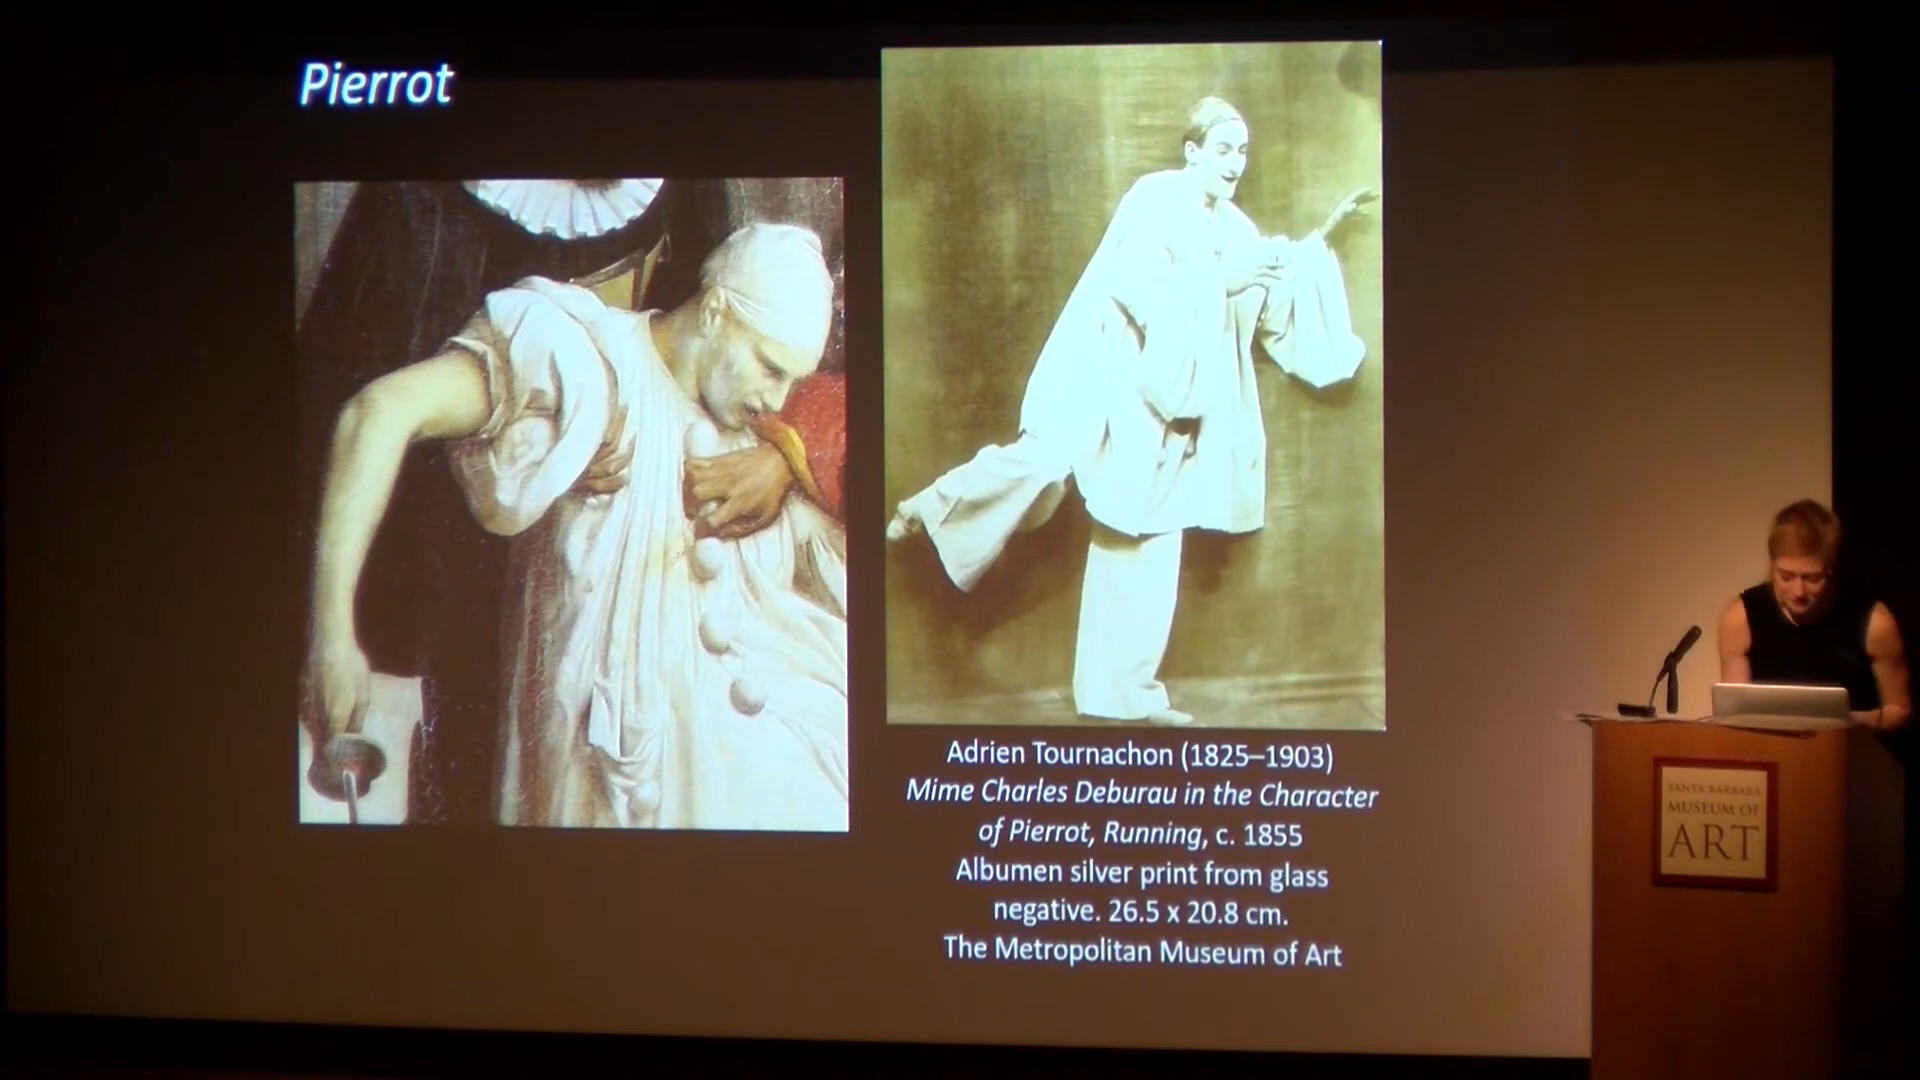 Pierrot
Adrien Tournachon (1825–1903)
Mime Charles Deburau in the Character
of Pierrot, Running, c. 1855
Albumen silver print from glass
negative. 26.5 x 20.8 cm.
The Metropolitan Museum of Art
SANTA BARBARA
MUSEUM OF
ART